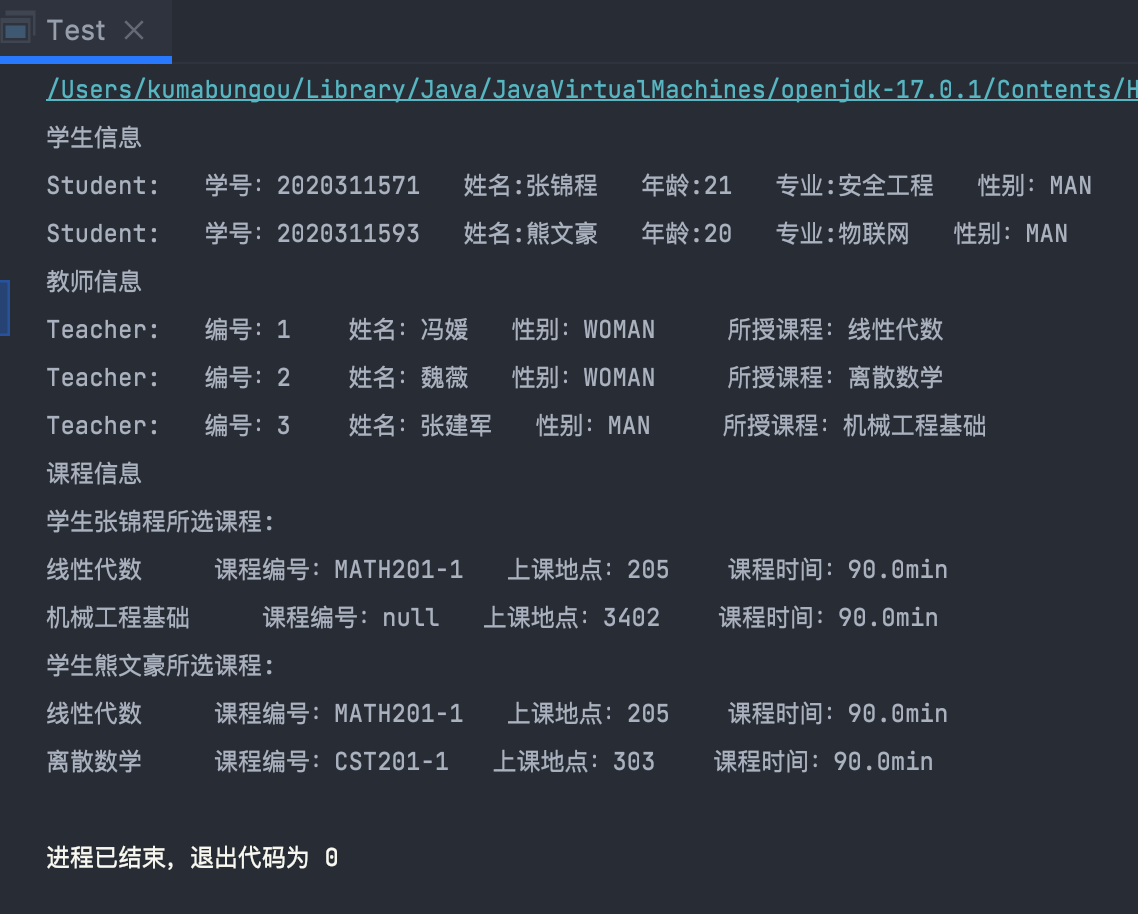 Test
/Users/kumabungou/Library/Java/JavaVirtualMachines/openjdk-17.0.1/Contents/H
学生信息
Student:   学号: 2020311571   姓名:张锦程   年龄:21   专业:安全工程   性别: MAN
Student:   学号: 2020311593   姓名:熊文豪   年龄:20   专业:物联网   性别: MAN
教师信息
Teacher:   编号: 1    姓名: 冯媛   性别: WOMAN     所授课程: 线性代数
Teacher:   编号: 2    姓名: 魏薇   性别: WOMAN     所授课程: 离散数学
Teacher:   编号: 3    姓名: 张建军   性别: MAN     所授课程: 机械工程基础
课程信息
学生张锦程所选课程:
线性代数     课程编号: MATH201-1   上课地点: 205    课程时间: 90.0min
机械工程基础     课程编号: null   上课地点: 3402    课程时间: 90.0min
学生熊文豪所选课程:
线性代数     课程编号: MATH201-1   上课地点: 205    课程时间: 90.0min
离散数学     课程编号: CST201-1   上课地点: 303    课程时间: 90.0min
进程已结束，退出代码为 0